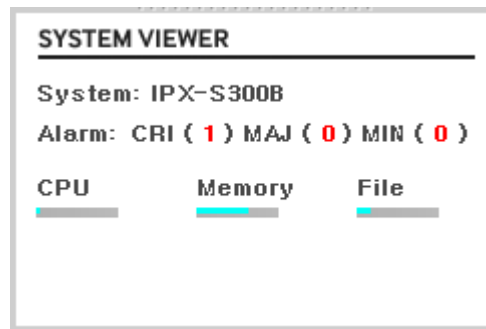 SYSTEM VIEWER
System: IPX-S300B
Alarm: CRI ( 1 ) MAJ ( 0 ) MIN ( 0 )
CPU Memory File